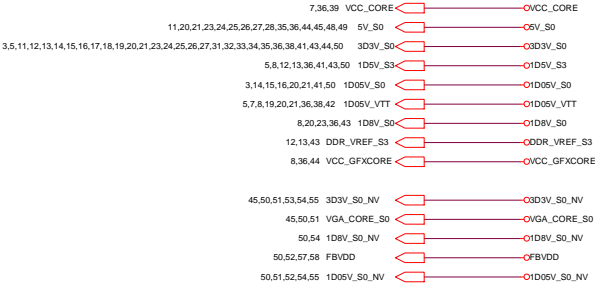 7,36,39 VCC_CORE VCC_CORE
11,20,21,23,24,25,26,27,28,35,36,44,45,48,49 5V_S0 5V_S0
3,5,11,12,13,14,15,16,17,18,19,20,21,23,24,25,26,27,31,32,33,34,35,36,38,41,43,44,50 3D3V_S0 3D3V_S0
5,8,12,13,36,41,43,50 1D5V_S3 1D5V_S3
3,14,15,16,20,21,41,50 1D05V_S0 1D05V_S0
5,7,8,19,20,21,36,38,42 1D05V_VTT 1D05V_VTT
8,20,23,36,43 1D8V_S0 1D8V_S0
12,13,43 DDR_VREF_S3 DDR_VREF_S3
8,36,44 VCC_GFXCORE VCC_GFXCORE
45,50,51,53,54,55 3D3V_S0_NV 3D3V_S0_NV
45,50,51 VGA_CORE_S0 VGA_CORE_S0
50,54 1D8V_S0_NV 1D8V_S0_NV
50,52,57,58 FBVDD FBVDD
50,51,52,54,55 1D05V_S0_NV 1D05V_S0_NV